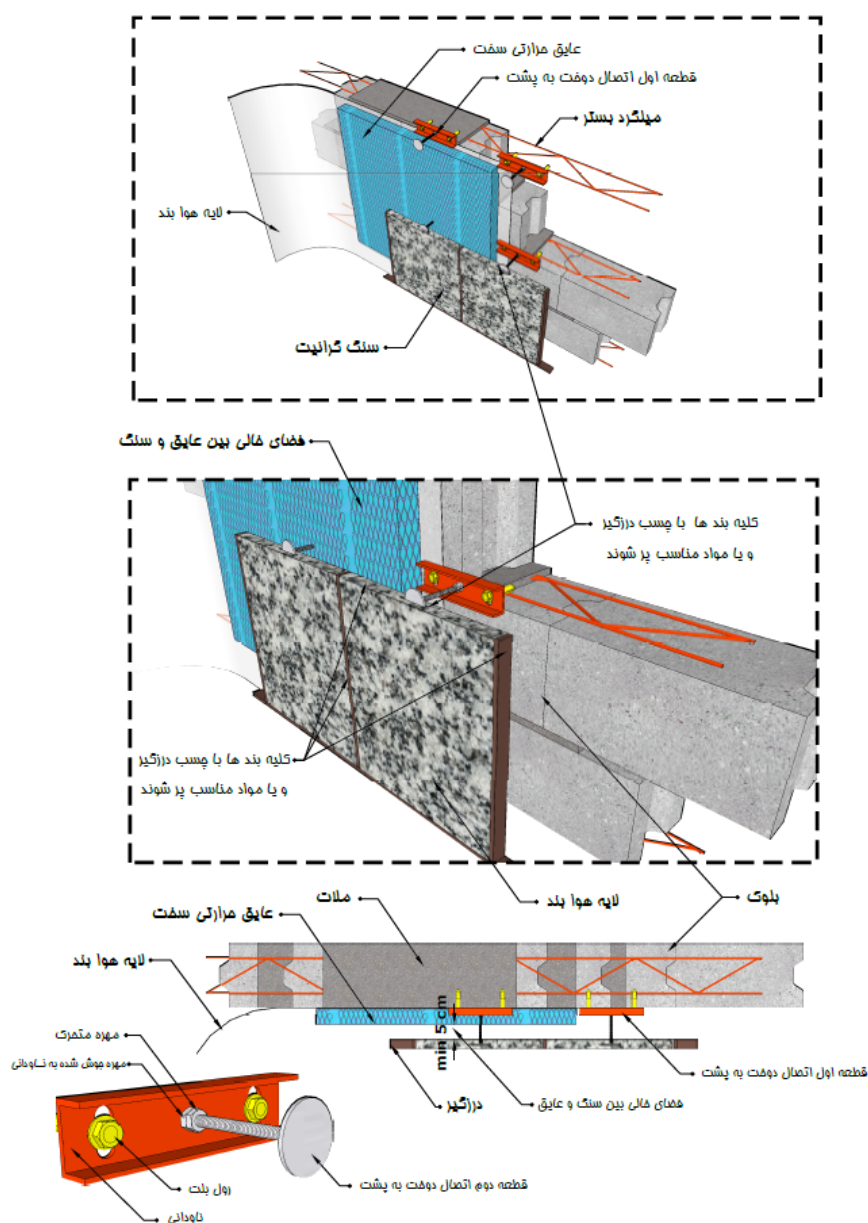 عایق حرارتی سخت
قطعه اول اتصال دوخت به پشت
میلگرد بستر
لایه هوا بند
سنگ گرانیت
فضای خالی بین عایق و سنگ
کلیه بند ها با چسب درزگیر
و یا مواد مناسب پر شوند
کلیه بند ها با چسب درزگیر
و یا مواد مناسب پر شوند
لایه هوا بند
بلوک
ملات
عایق حرارتی سخت
لایه هوا بند
min 5 cm
مهره متحرک
مهره جوش شده به ناودانی
قطعه اول اتصال دوخت به پشت
فضای خالی بین سنگ و عایق
درزگیر
قطعه دوم اتصال دوخت به پشت
رول بلت
ناودانی